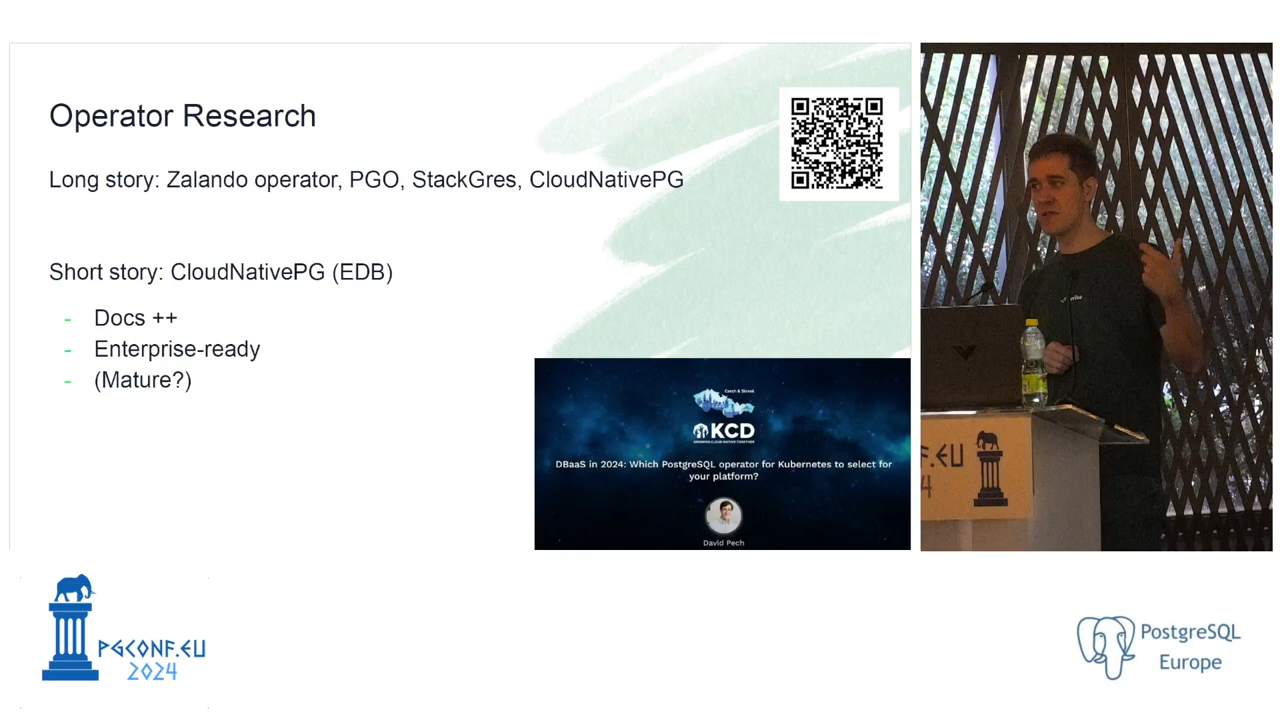 Operator Research
Long story: Zalando operator, PGO, StackGres, CloudNativePG
Short story: CloudNativePG (EDB)
- Docs ++
- Enterprise-ready
- (Mature?)
Czech & Slovak
KCD
DBaaS in 2024: Which PostgreSQL operator for Kubernetes to select for
your platform?
David Pech
F.EU
4
PGCONF.EU
2024
PostgreSQL
Europe